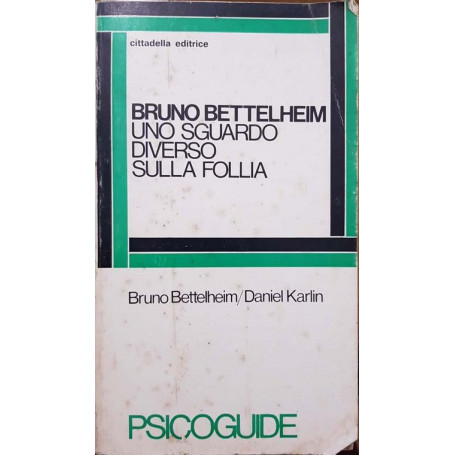 cittadella editrice
BRUNO BETTELHEIM
UNO SGUARDO
DIVERSO
SULLA FOLLIA
Bruno Bettelheim/Daniel Karlin
PSICOGUIDE